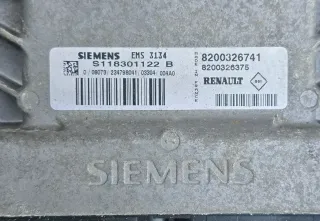 SIEMENS EMS 3134
S118301122 B
8200326741
8200326375
RENAULT
SIEMENS